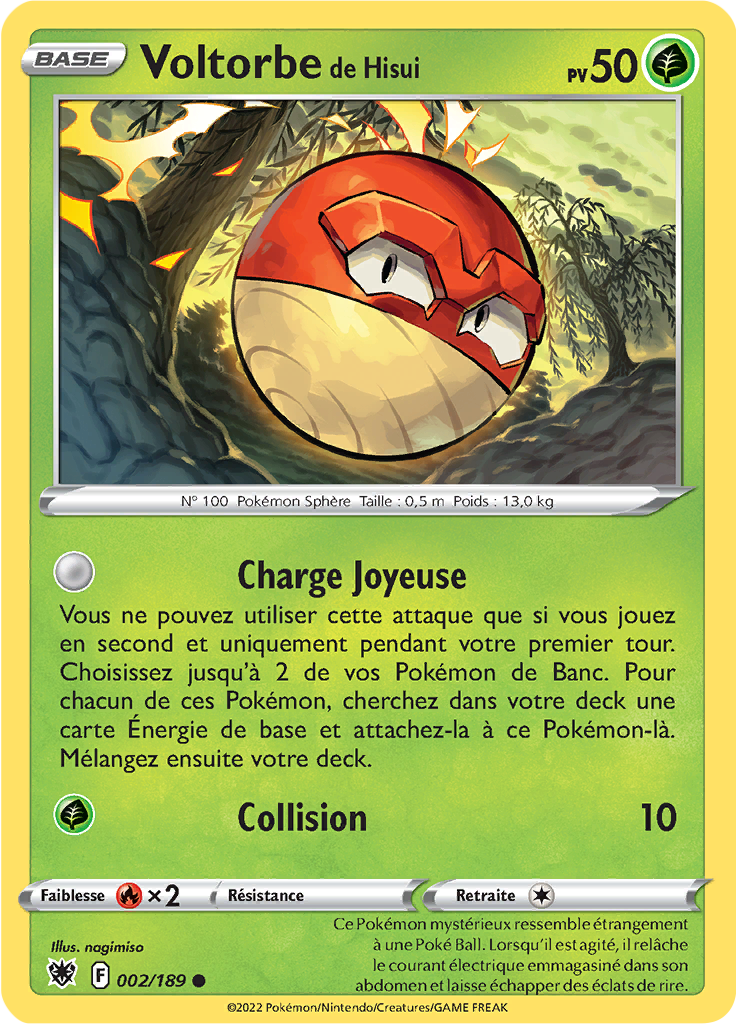 BASE Voltorbe de Hisui PV 50
N° 100 Pokémon Sphère Taille : 0,5 m Poids : 13,0 kg
Charge Joyeuse
Vous ne pouvez utiliser cette attaque que si vous jouez
en second et uniquement pendant votre premier tour.
Choisissez jusqu'à 2 de vos Pokémon de Banc. Pour
chacun de ces Pokémon, cherchez dans votre deck une
carte Énergie de base et attachez-la à ce Pokémon-là.
Mélangez ensuite votre deck.
Collision 10
Faiblesse ×2 Résistance Retraite
Ce Pokémon mystérieux ressemble étrangement
à une Poké Ball. Lorsqu'il est agité, il relâche
le courant électrique emmagasiné dans son
abdomen et laisse échapper des éclats de rire.
Illus. nagimiso
F 002/189
©2022 Pokémon/Nintendo/Creatures/GAME FREAK